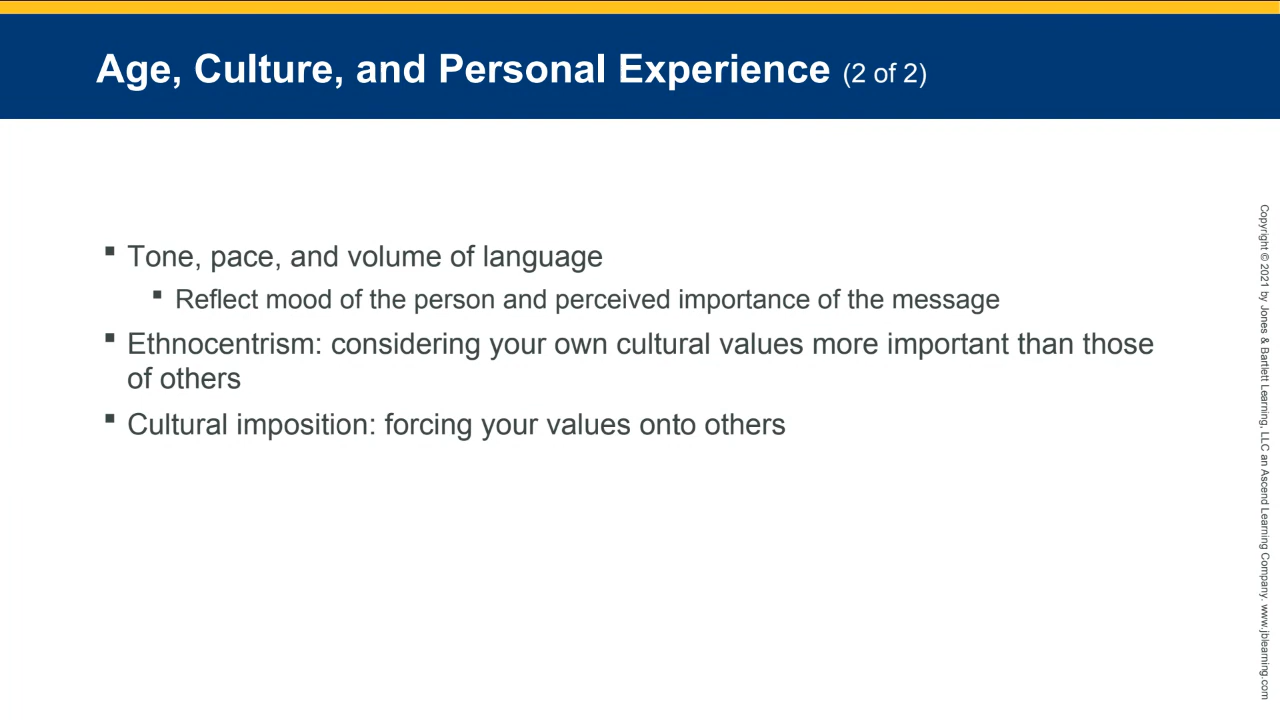 Age, Culture, and Personal Experience (2 of 2)
▪ Tone, pace, and volume of language
▪ Reflect mood of the person and perceived importance of the message
▪ Ethnocentrism: considering your own cultural values more important than those
of others
▪ Cultural imposition: forcing your values onto others
Copyright © 2021 by Jones & Bartlett Learning, LLC an Ascend Learning Company. www.jblearning.com